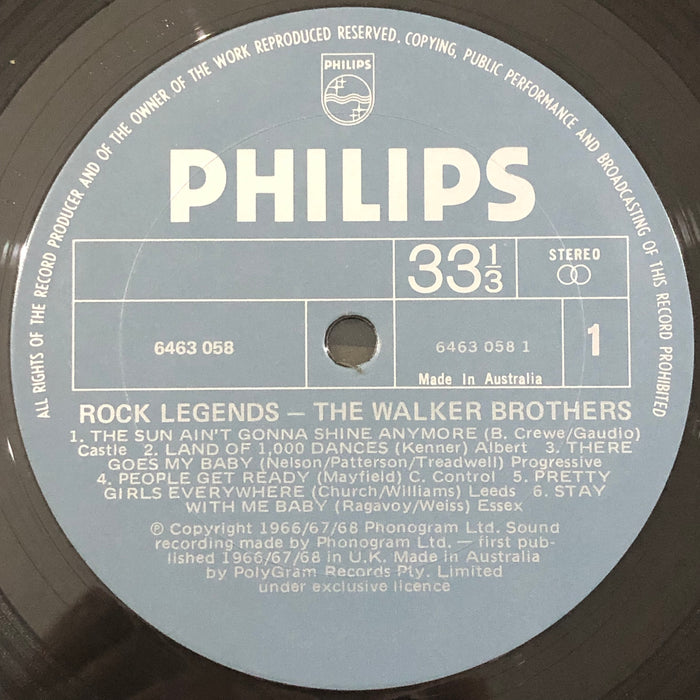 ALL RIGHTS OF THE RECORD PRODUCER AND OF THE OWNER OF THE WORK REPRODUCED RESERVED. COPYING, PUBLIC PERFORMANCE AND BROADCASTING OF THIS RECORD PROHIBITED
PHILIPS
PHILIPS
33 1/3
STEREO
6463 058
6463 058 1
1
Made In Australia
ROCK LEGENDS — THE WALKER BROTHERS
1. THE SUN AIN'T GONNA SHINE ANYMORE (B. Crewe/Gaudio)
Castle 2. LAND OF 1,000 DANCES (Kenner) Albert 3. THERE
GOES MY BABY (Nelson/Patterson/Treadwell) Progressive
4. PEOPLE GET READY (Mayfield) C. Control 5. PRETTY
GIRLS EVERYWHERE (Church/Williams) Leeds 6. STAY
WITH ME BABY (Ragavoy/Weiss) Essex
℗ Copyright 1966/67/68 Phonogram Ltd. Sound
recording made by Phonogram Ltd. — first pub-
lished 1966/67/68 in U.K. Made in Australia
by PolyGram Records Pty. Limited
under exclusive licence